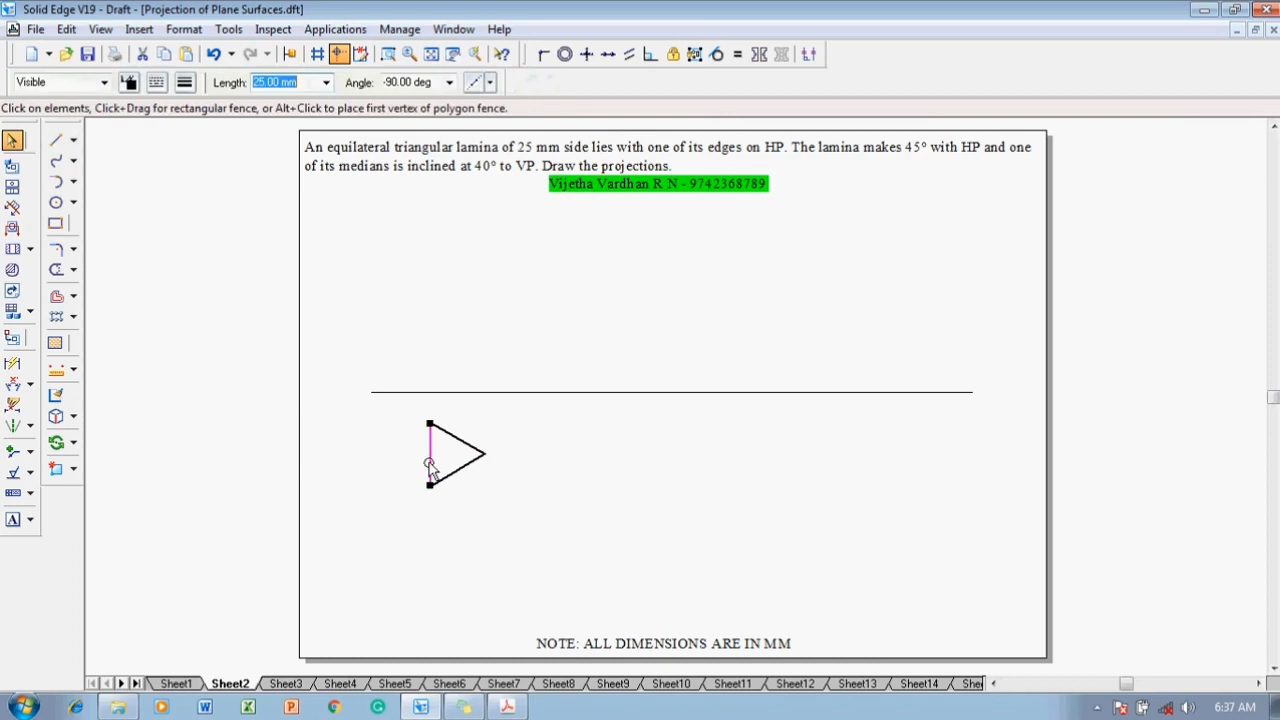 Solid Edge V19 - Draft - [Projection of Plane Surfaces.dft]
File Edit View Insert Format Tools Inspect Applications Manage Window Help
Visible Length: 25.00 mm Angle: -90.00 deg
Click on elements, Click+Drag for rectangular fence, or Alt+Click to place first vertex of polygon fence.
An equilateral triangular lamina of 25 mm side lies with one of its edges on HP. The lamina makes 45° with HP and one
of its medians is inclined at 40° to VP. Draw the projections.
Vijetha Vardhan R N - 9742368789
NOTE: ALL DIMENSIONS ARE IN MM
Sheet1 Sheet2 Sheet3 Sheet4 Sheet5 Sheet6 Sheet7 Sheet8 Sheet9 Sheet10 Sheet11 Sheet12 Sheet13 Sheet14 Shee
6:37 AM